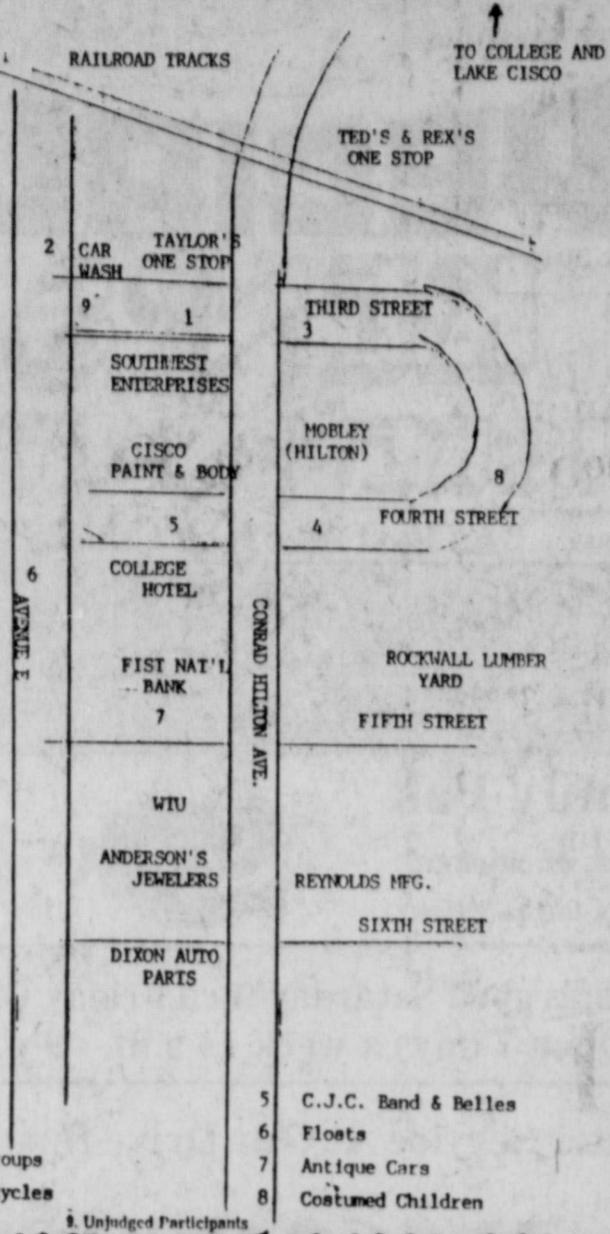 TO COLLEGE AND
LAKE CISCO
RAILROAD TRACKS
TED'S & REX'S
ONE STOP
2
CAR
WASH
TAYLOR'S
ONE STOP
9
1
THIRD STREET
3
SOUTHWEST
ENTERPRISES
MOBLEY
(HILTON)
CISCO
PAINT & BODY
8
5
4
FOURTH STREET
6
COLLEGE
HOTEL
AVENUE E
CONRAD HILTON AVE.
FIST NAT'L
BANK
ROCKWALL LUMBER
YARD
7
FIFTH STREET
WTU
ANDERSON'S
JEWELERS
REYNOLDS MFG.
SIXTH STREET
DIXON AUTO
PARTS
5 C.J.C. Band & Belles
6 Floats
oups
7 Antique Cars
ycles
8 Costumed Children
9. Unjudged Participants